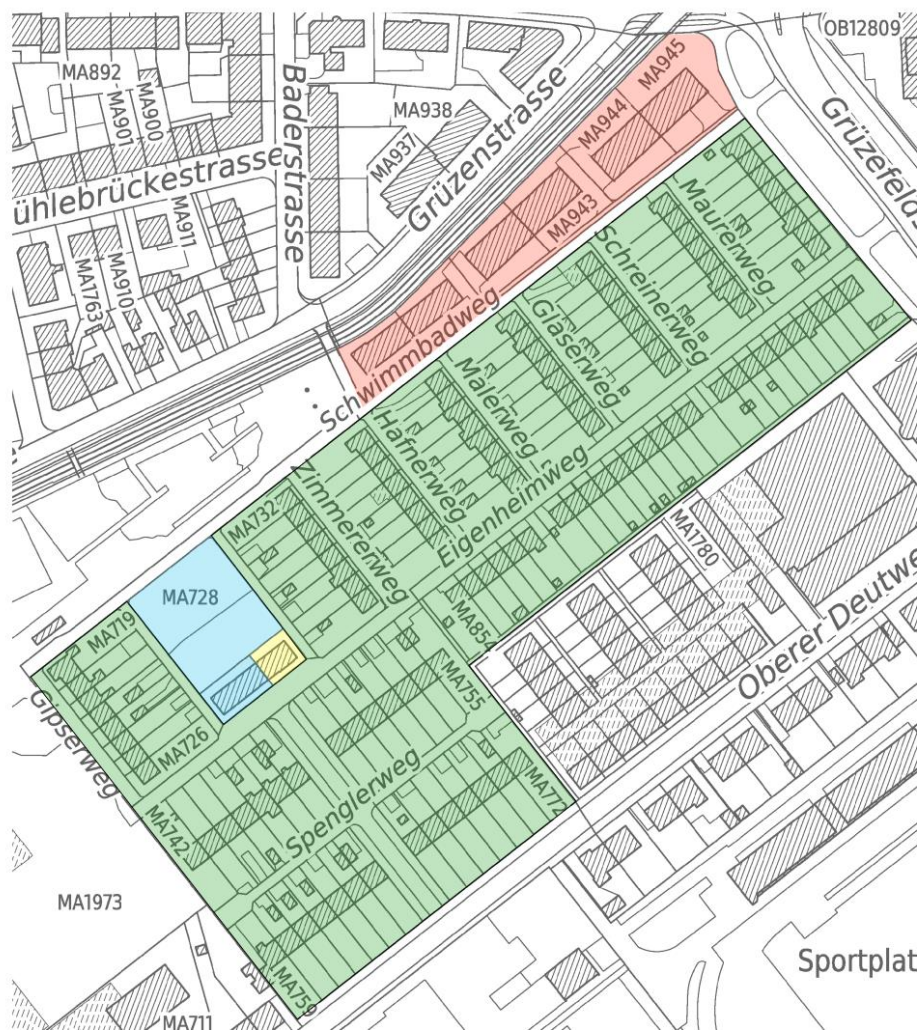 OB12809
MA892
MA900
MA901
Baderstrasse
MA938
MA937
Grüzenstrasse
MA945
MA944
MA943
ühlebrückestrasse
MA911
MA910
MA1763
Schwimmbadweg
Maurerweg
Schreinerweg
Glaserweg
Malerweg
Hafnerweg
Zimmererweg
Eigenheimweg
MA732
MA728
MA719
MA726
Gipserweg
MA742
MA755
MA1780
Oberer Deutwe
Spenglerweg
MA772
MA1973
MA759
MA711
Sportplat